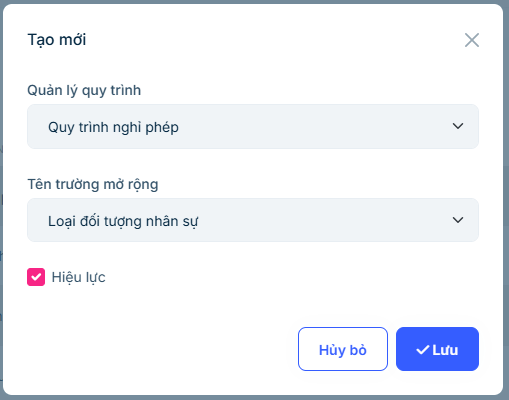 Tạo mới
Quản lý quy trình
Quy trình nghỉ phép
Tên trường mở rộng
Loại đối tượng nhân sự
Hiệu lực
Hủy bỏ
Lưu